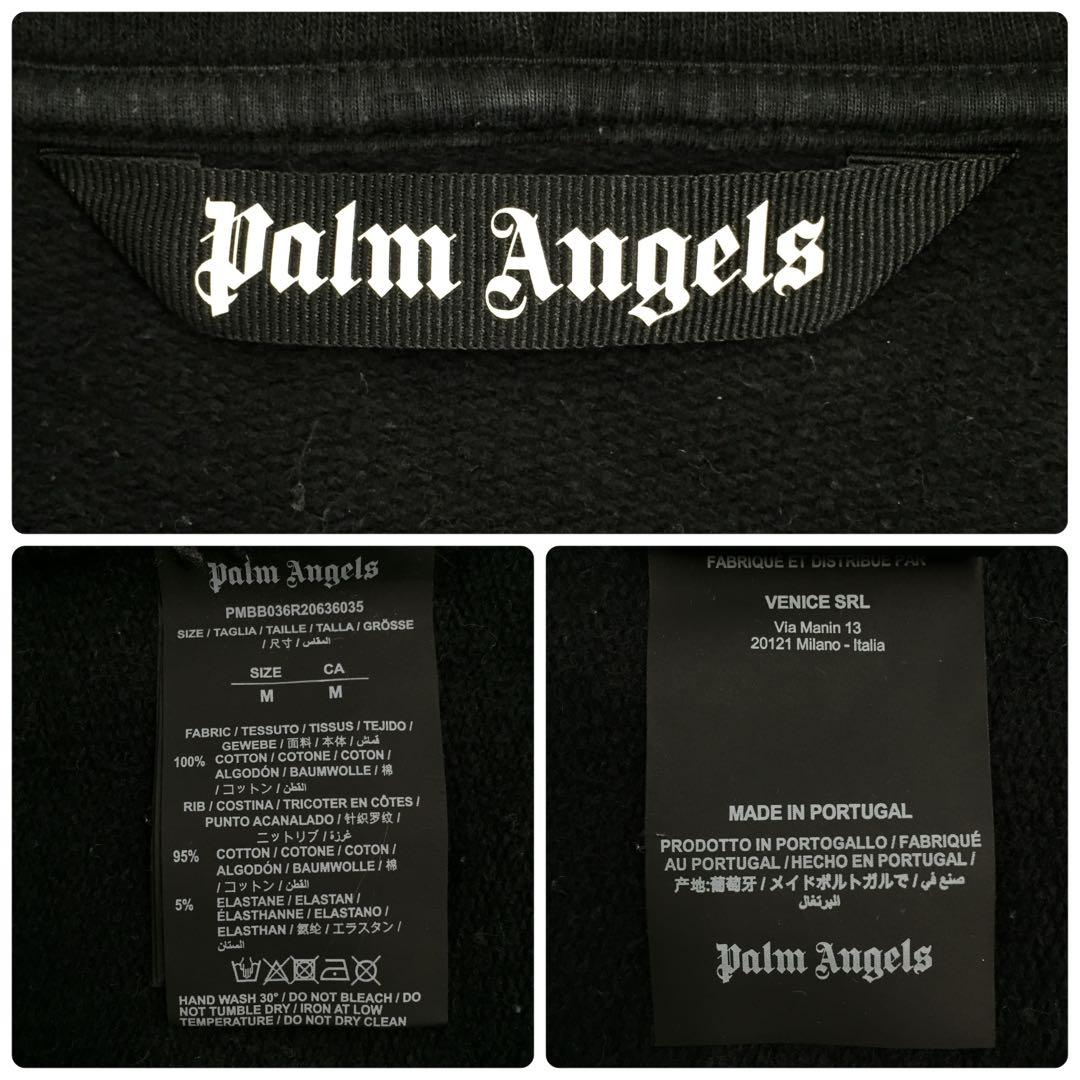 Palm Angels
Palm Angels
PMBB036R20636035
SIZE / TAGLIA / TAILLE / TALLA / GRÖSSE
/ 尺寸 / المقاس
SIZE CA
M M
FABRIC / TESSUTO / TISSUS / TEJIDO /
GEWEBE / 面料 / 本体 / قماش
100% COTTON / COTONE / COTON /
ALGODÓN / BAUMWOLLE / 棉
/ コットン / القطن
RIB / COSTINA / TRICOTER EN CÔTES /
PUNTO ACANALADO / 针织罗纹 /
ニットリブ / غرزة
95% COTTON / COTONE / COTON /
ALGODÓN / BAUMWOLLE / 棉
/ コットン / القطن
5% ELASTANE / ELASTAN /
ÉLASTHANNE / ELASTANO /
ELASTHAN / 氨纶 / エラスタン /
الستان
HAND WASH 30° / DO NOT BLEACH / DO
NOT TUMBLE DRY / IRON AT LOW
TEMPERATURE / DO NOT DRY CLEAN
FABRIQUÉ ET DISTRIBUÉ PAR
VENICE SRL
Via Manin 13
20121 Milano - Italia
MADE IN PORTUGAL
PRODOTTO IN PORTOGALLO / FABRIQUÉ
AU PORTUGAL / HECHO EN PORTUGAL /
产地:葡萄牙 / メイドポルトガルで / صنع في
البرتغال
Palm Angels